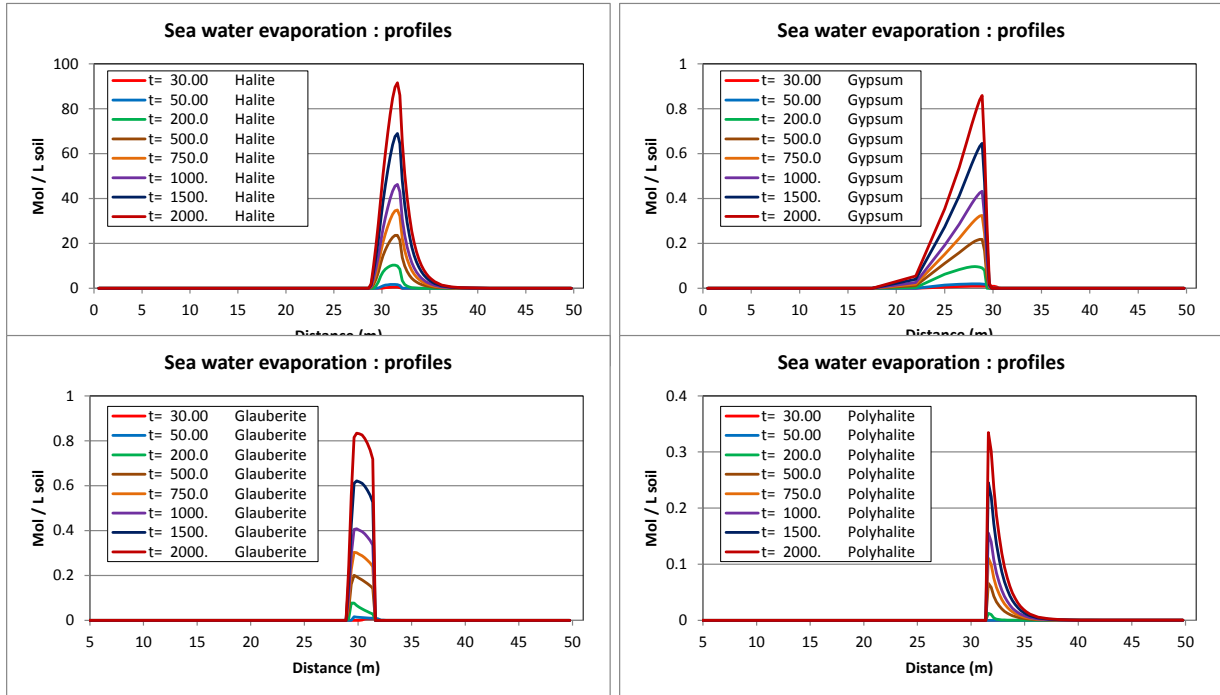 Sea water evaporation : profiles
Mol / L soil
100
80
60
40
20
0
t= 30.00 Halite
t= 50.00 Halite
t= 200.0 Halite
t= 500.0 Halite
t= 750.0 Halite
t= 1000. Halite
t= 1500. Halite
t= 2000. Halite
0 5 10 15 20 25 30 35 40 45 50
Distance (m)
Sea water evaporation : profiles
Mol / L soil
1
0.8
0.6
0.4
0.2
0
t= 30.00 Gypsum
t= 50.00 Gypsum
t= 200.0 Gypsum
t= 500.0 Gypsum
t= 750.0 Gypsum
t= 1000. Gypsum
t= 1500. Gypsum
t= 2000. Gypsum
0 5 10 15 20 25 30 35 40 45 50
Distance (m)
Sea water evaporation : profiles
Mol / L soil
1
0.8
0.6
0.4
0.2
0
t= 30.00 Glauberite
t= 50.00 Glauberite
t= 200.0 Glauberite
t= 500.0 Glauberite
t= 750.0 Glauberite
t= 1000. Glauberite
t= 1500. Glauberite
t= 2000. Glauberite
5 10 15 20 25 30 35 40 45 50
Distance (m)
Sea water evaporation : profiles
Mol / L soil
0.4
0.3
0.2
0.1
0
t= 30.00 Polyhalite
t= 50.00 Polyhalite
t= 200.0 Polyhalite
t= 500.0 Polyhalite
t= 750.0 Polyhalite
t= 1000. Polyhalite
t= 1500. Polyhalite
t= 2000. Polyhalite
5 10 15 20 25 30 35 40 45 50
Distance (m)